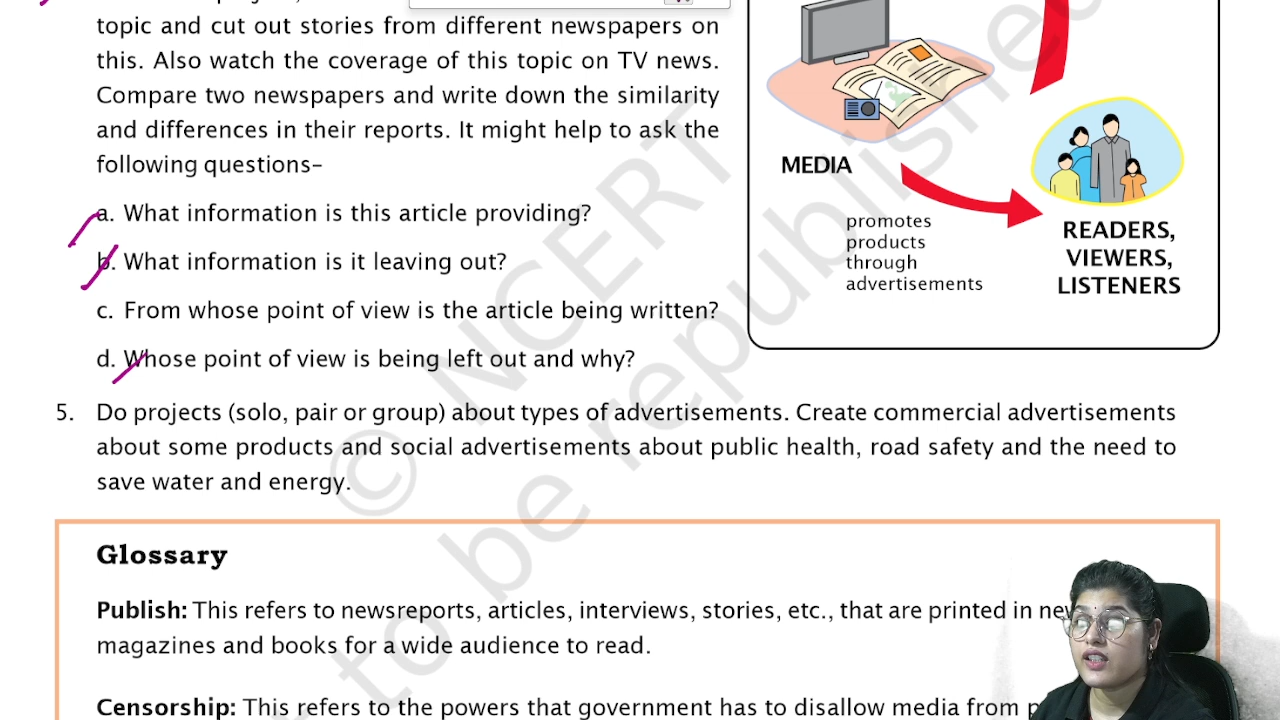 topic and cut out stories from different newspapers on
this. Also watch the coverage of this topic on TV news.
Compare two newspapers and write down the similarity
and differences in their reports. It might help to ask the
following questions–
a. What information is this article providing?
b. What information is it leaving out?
c. From whose point of view is the article being written?
d. Whose point of view is being left out and why?
MEDIA
promotes
products
through
advertisements
READERS,
VIEWERS,
LISTENERS
5. Do projects (solo, pair or group) about types of advertisements. Create commercial advertisements
about some products and social advertisements about public health, road safety and the need to
save water and energy.
Glossary
Publish: This refers to newsreports, articles, interviews, stories, etc., that are printed in
magazines and books for a wide audience to read.
Censorship: This refers to the powers that government has to disallow media from
© NCERT
to be republished